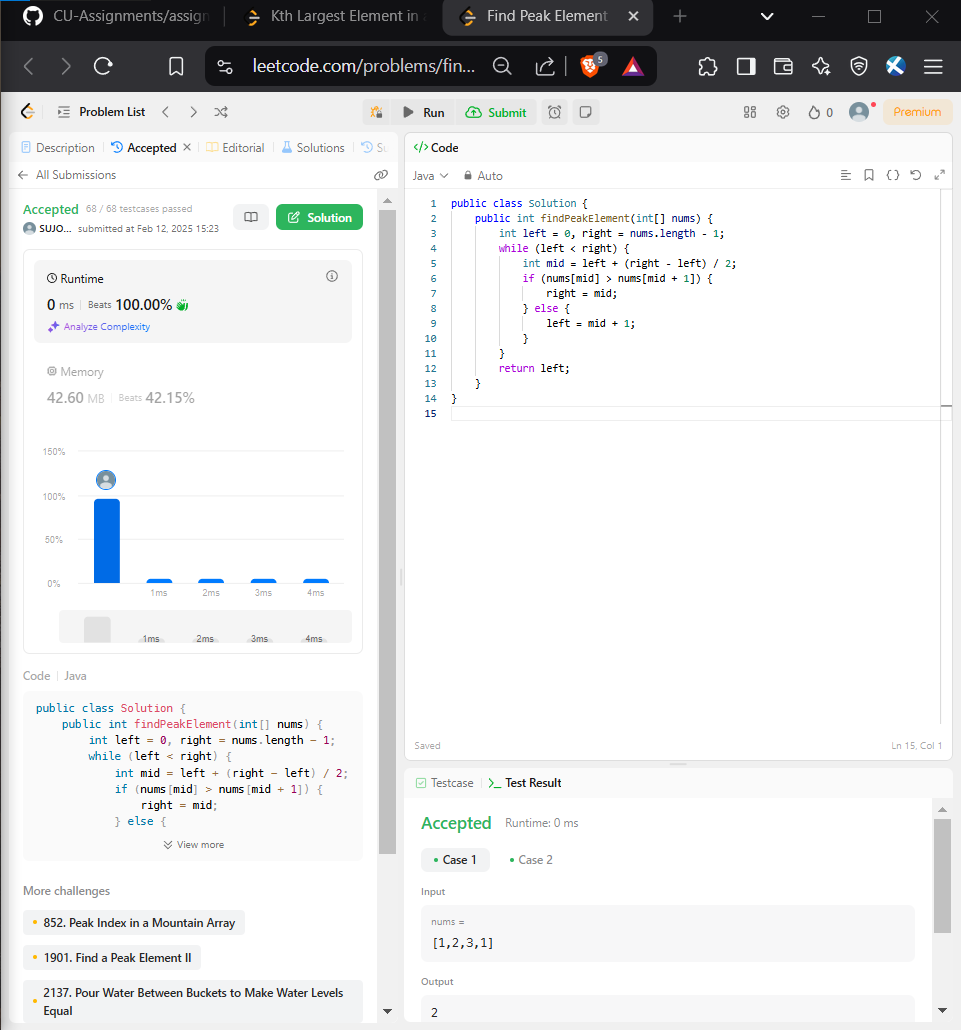 CU-Assignments/assign
Kth Largest Element in a
Find Peak Element
leetcode.com/problems/fin...
5
Problem List
Run
Submit
0
Premium
Description
Accepted
Editorial
Solutions
Su
</> Code
All Submissions
Java
Auto
Accepted 68 / 68 testcases passed
SUJO... submitted at Feb 12, 2025 15:23
Solution
Runtime
0 ms Beats 100.00%
Analyze Complexity
Memory
42.60 MB Beats 42.15%
150%
100%
50%
0%
1ms 2ms 3ms 4ms
1ms 2ms 3ms 4ms
Code Java
public class Solution {
public int findPeakElement(int[] nums) {
int left = 0, right = nums.length - 1;
while (left < right) {
int mid = left + (right - left) / 2;
if (nums[mid] > nums[mid + 1]) {
right = mid;
} else {
View more
More challenges
852. Peak Index in a Mountain Array
1901. Find a Peak Element II
2137. Pour Water Between Buckets to Make Water Levels
Equal
1 public class Solution {
2 public int findPeakElement(int[] nums) {
3 int left = 0, right = nums.length - 1;
4 while (left < right) {
5 int mid = left + (right - left) / 2;
6 if (nums[mid] > nums[mid + 1]) {
7 right = mid;
8 } else {
9 left = mid + 1;
10 }
11 }
12 return left;
13 }
14 }
15
Saved
Ln 15, Col 1
Testcase
Test Result
Accepted Runtime: 0 ms
Case 1
Case 2
Input
nums =
[1,2,3,1]
Output
2